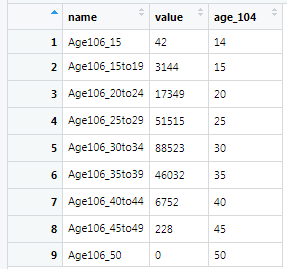 name value age_104
1 Age106_15 42 14
2 Age106_15to19 3144 15
3 Age106_20to24 17349 20
4 Age106_25to29 51515 25
5 Age106_30to34 88523 30
6 Age106_35to39 46032 35
7 Age106_40to44 6752 40
8 Age106_45to49 228 45
9 Age106_50 0 50